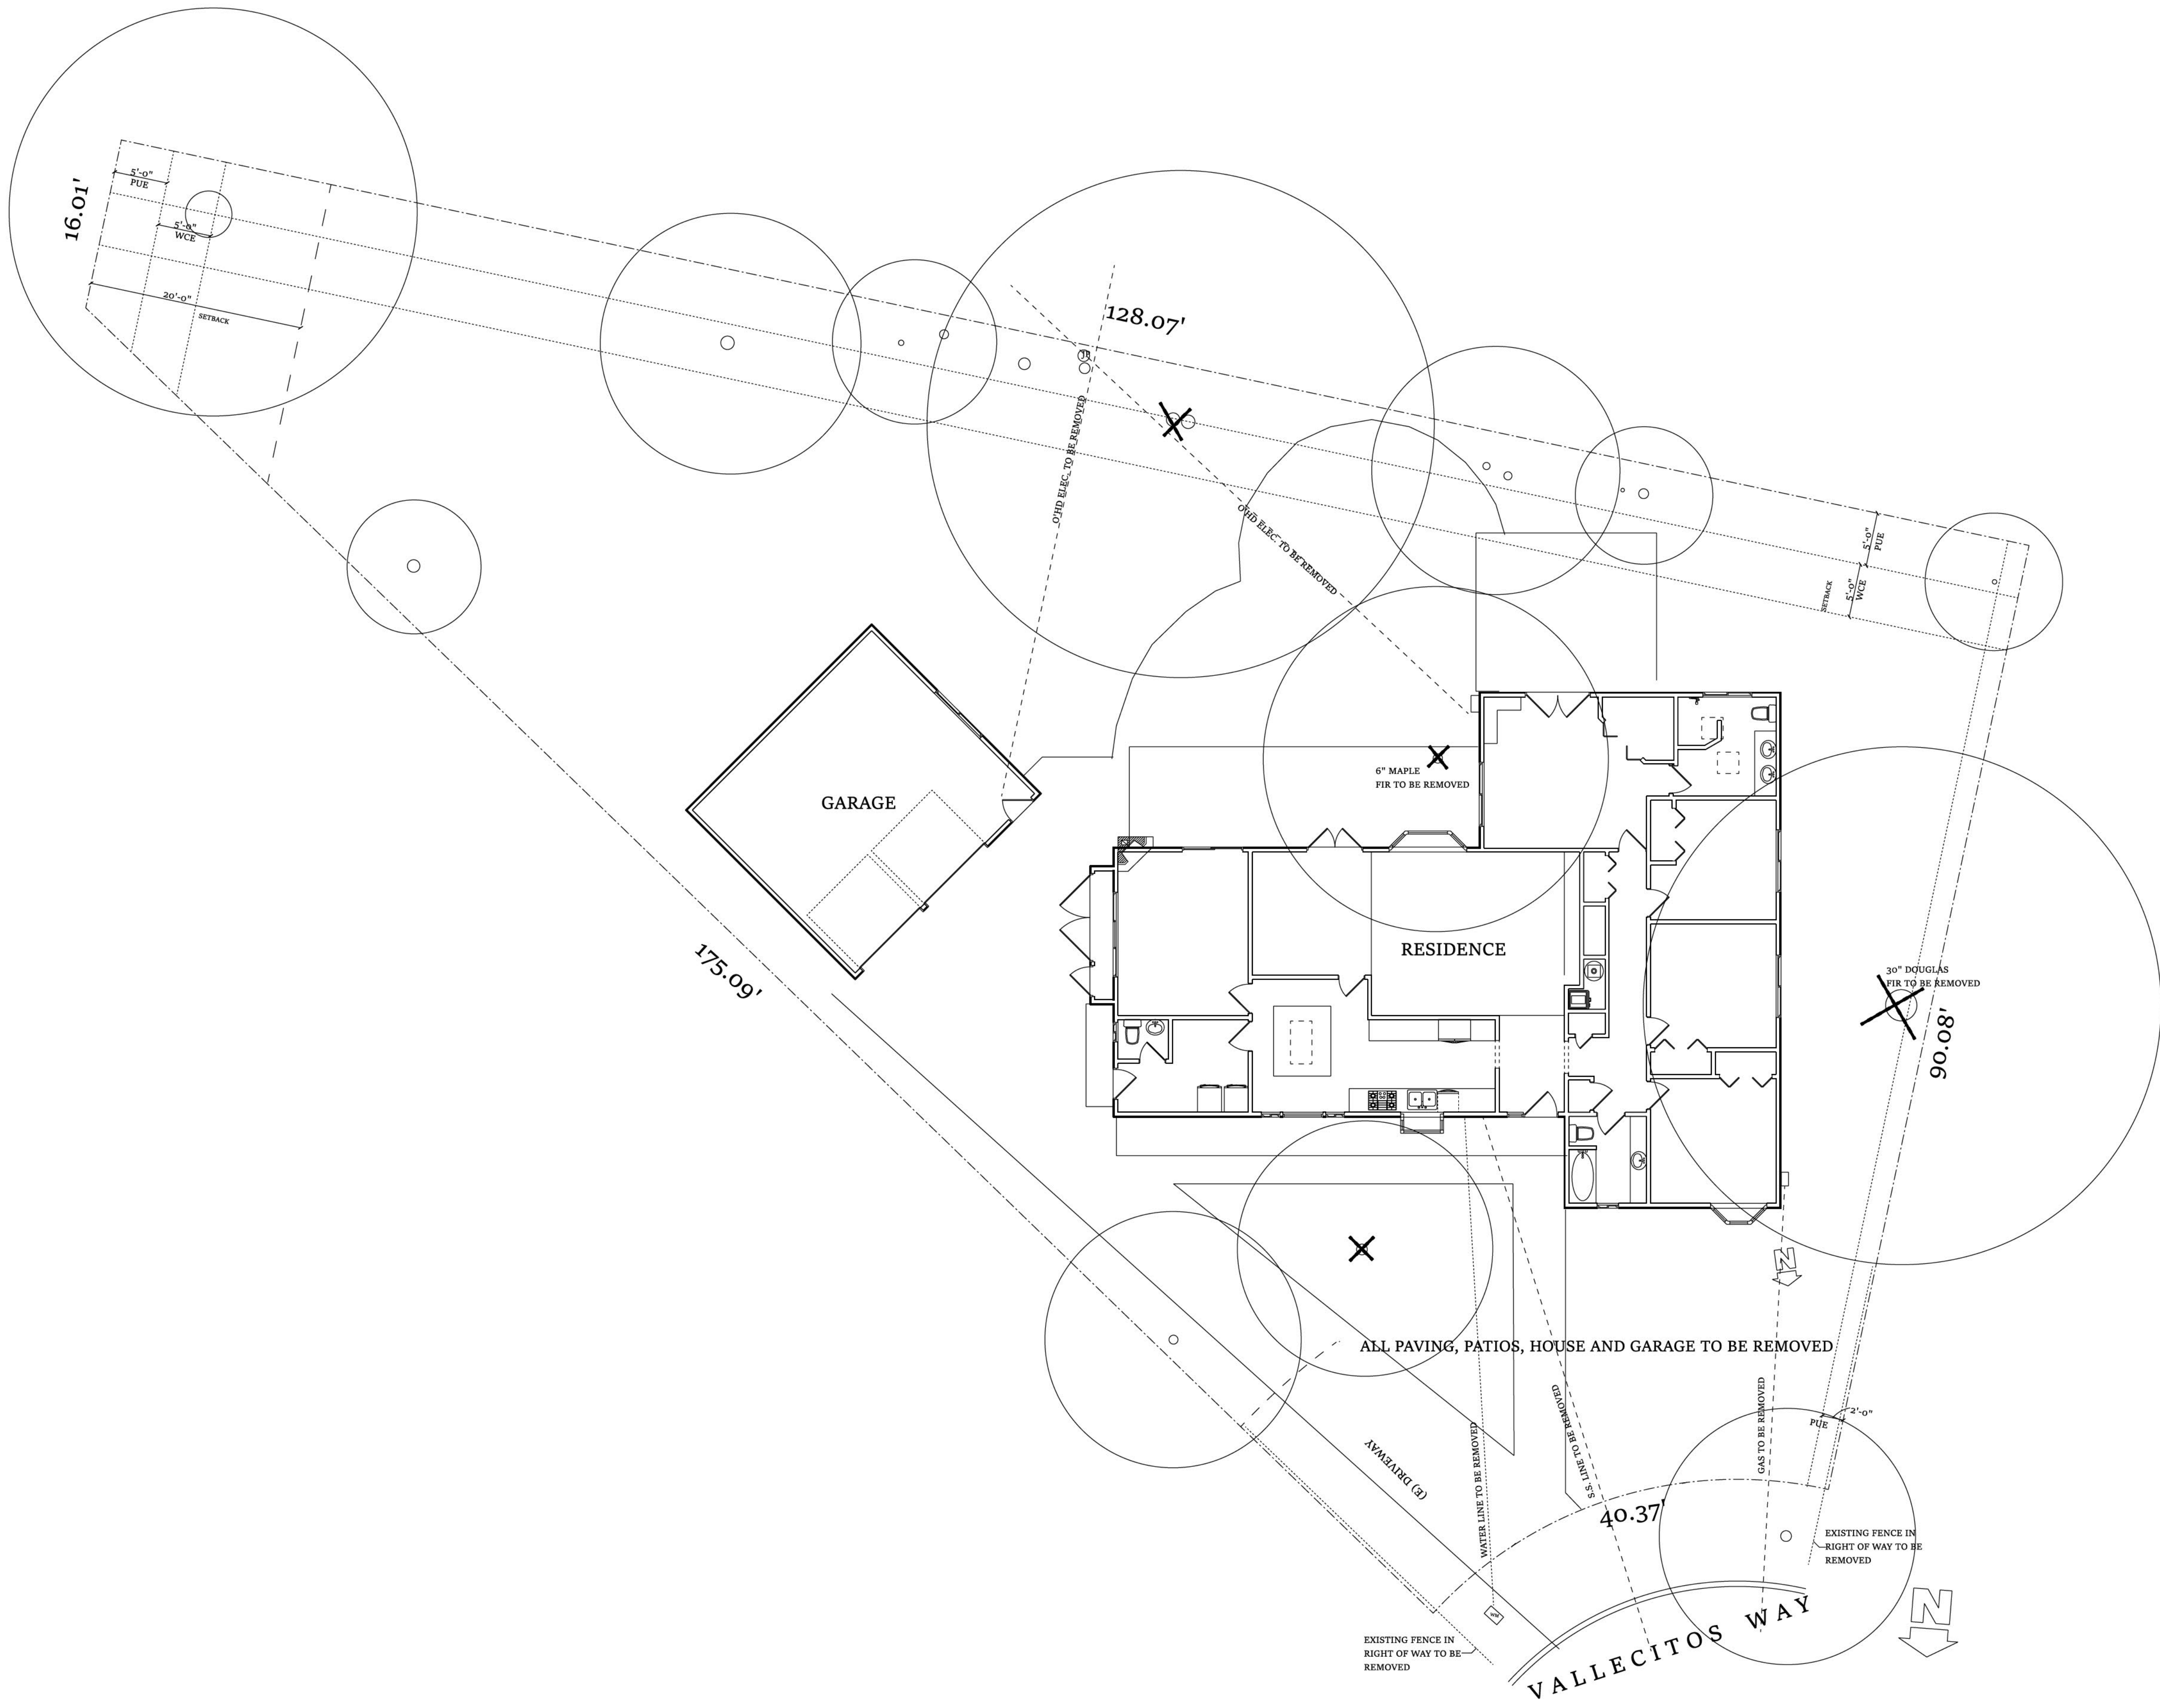 16.01'
5'-0"
PUE
5'-0"
WCE
20'-0"
SETBACK
128.07'
JP
O'HD ELEC. TO BE REMOVED
O'HD ELEC. TO BE REMOVED
5'-0"
PUE
5'-0"
WCE
SETBACK
GARAGE
6" MAPLE
FIR TO BE REMOVED
RESIDENCE
175.09'
30" DOUGLAS
FIR TO BE REMOVED
90.08'
N
ALL PAVING, PATIOS, HOUSE AND GARAGE TO BE REMOVED
(E) DRIVEWAY
WATER LINE TO BE REMOVED
S.S. LINE TO BE REMOVED
GAS TO BE REMOVED
PUE
2'-0"
40.37'
EXISTING FENCE IN
RIGHT OF WAY TO BE
REMOVED
WM
EXISTING FENCE IN
RIGHT OF WAY TO BE
REMOVED
VALLECITOS WAY
N